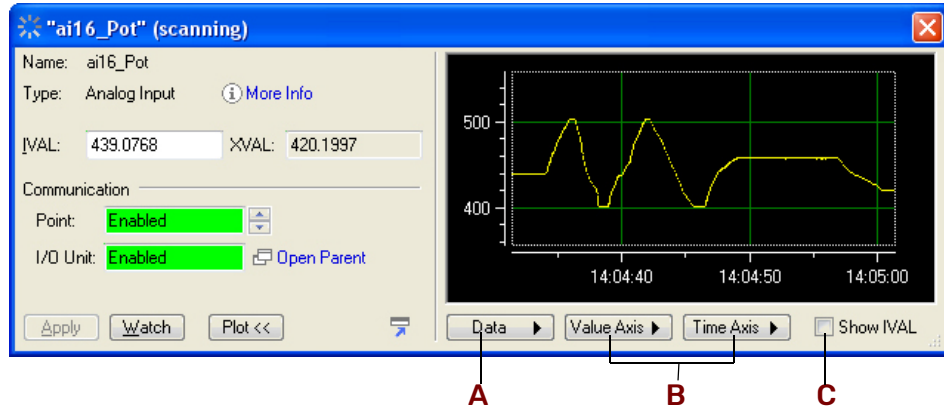 "ai16_Pot" (scanning)
Name: ai16_Pot
Type: Analog Input More Info
IVAL: 439.0768 XVAL: 420.1997
Communication
Point: Enabled
I/O Unit: Enabled Open Parent
Apply Watch Plot <<
500
400
14:04:40 14:04:50 14:05:00
Data Value Axis Time Axis Show IVAL
A B C